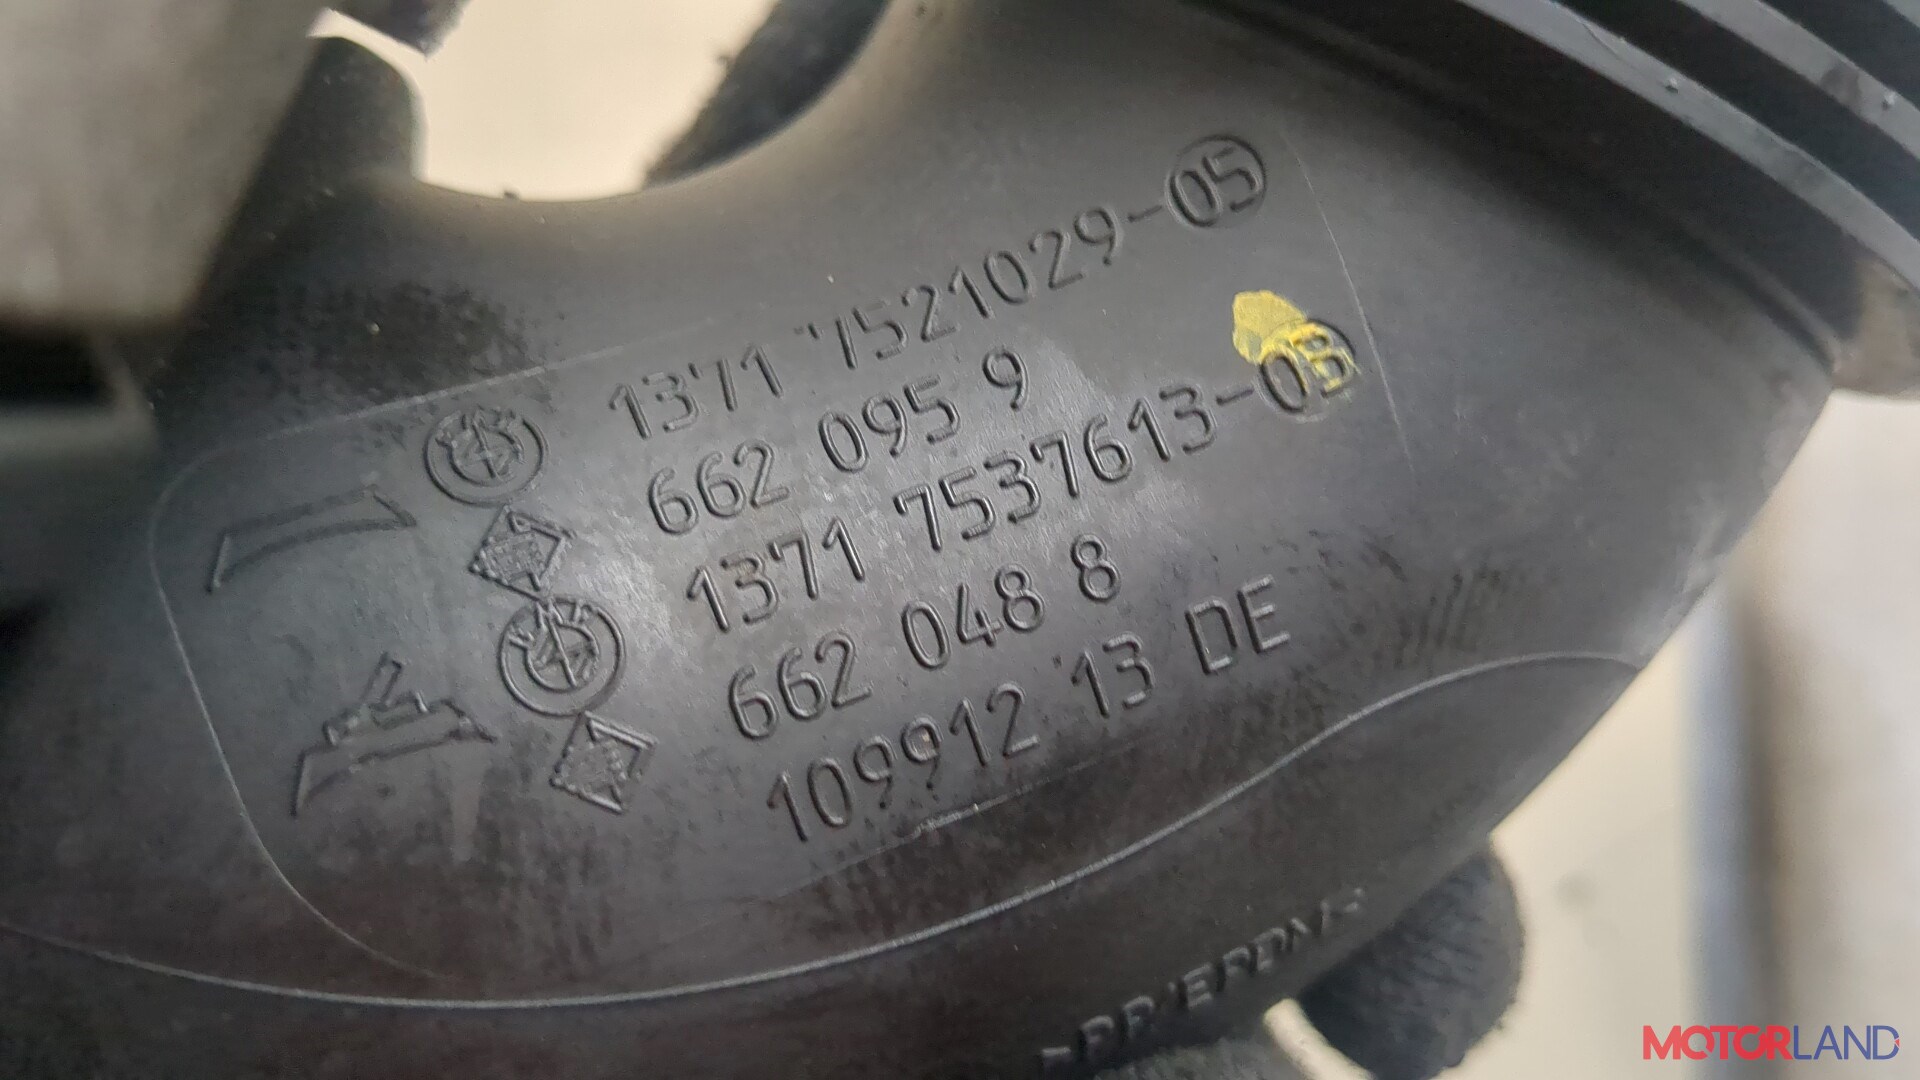 1371 7521029-05
662 095 9
1371 7537613-03
662 048 8
109912 13 DE
MOTORLAND